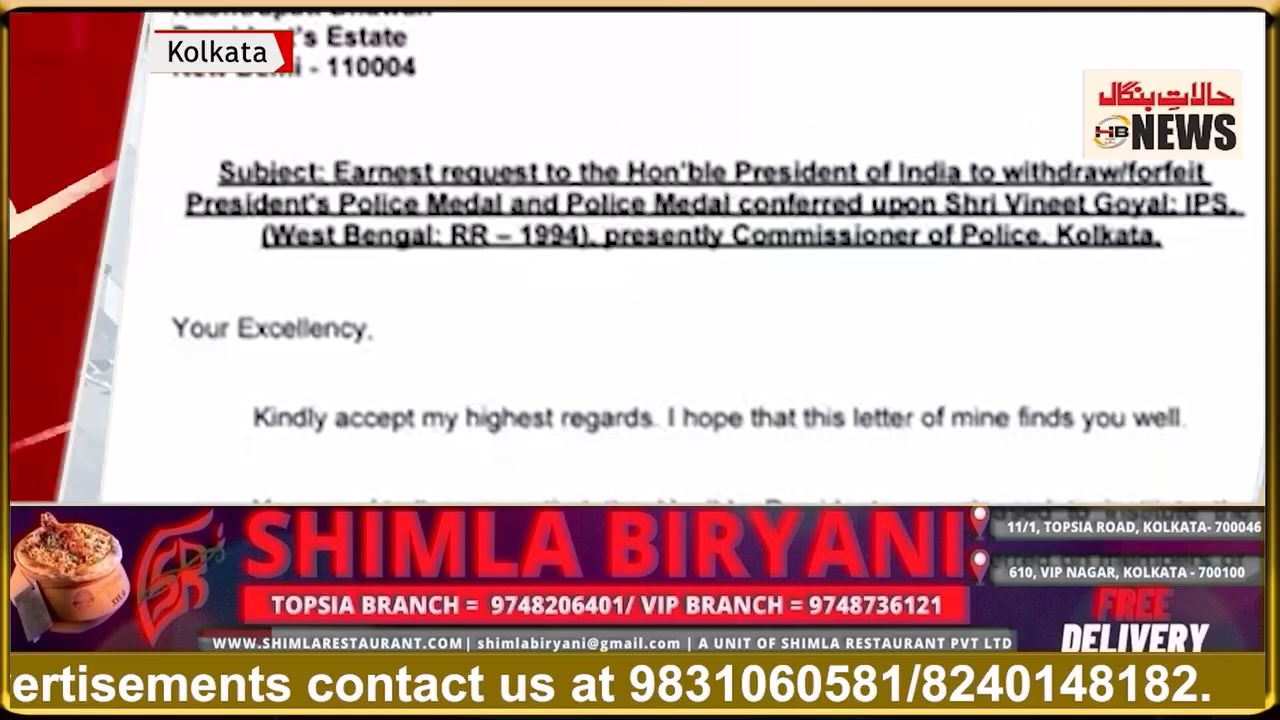 President's Estate
New Delhi - 110004
Kolkata
حالاتِ بنگال
HB NEWS
Subject: Earnest request to the Hon'ble President of India to withdraw/forfeit
President's Police Medal and Police Medal conferred upon Shri Vineet Goyal; IPS,
(West Bengal: RR – 1994), presently Commissioner of Police, Kolkata.
Your Excellency,
Kindly accept my highest regards. I hope that this letter of mine finds you well.
SHIMLA BIRYANI
TOPSIA BRANCH = 9748206401/ VIP BRANCH = 9748736121
WWW.SHIMLARESTAURANT.COM| shimlabiryani@gmail.com | A UNIT OF SHIMLA RESTAURANT PVT LTD
11/1, TOPSIA ROAD, KOLKATA- 700046
610, VIP NAGAR, KOLKATA - 700100
FREE
DELIVERY
ertisements contact us at 9831060581/8240148182.